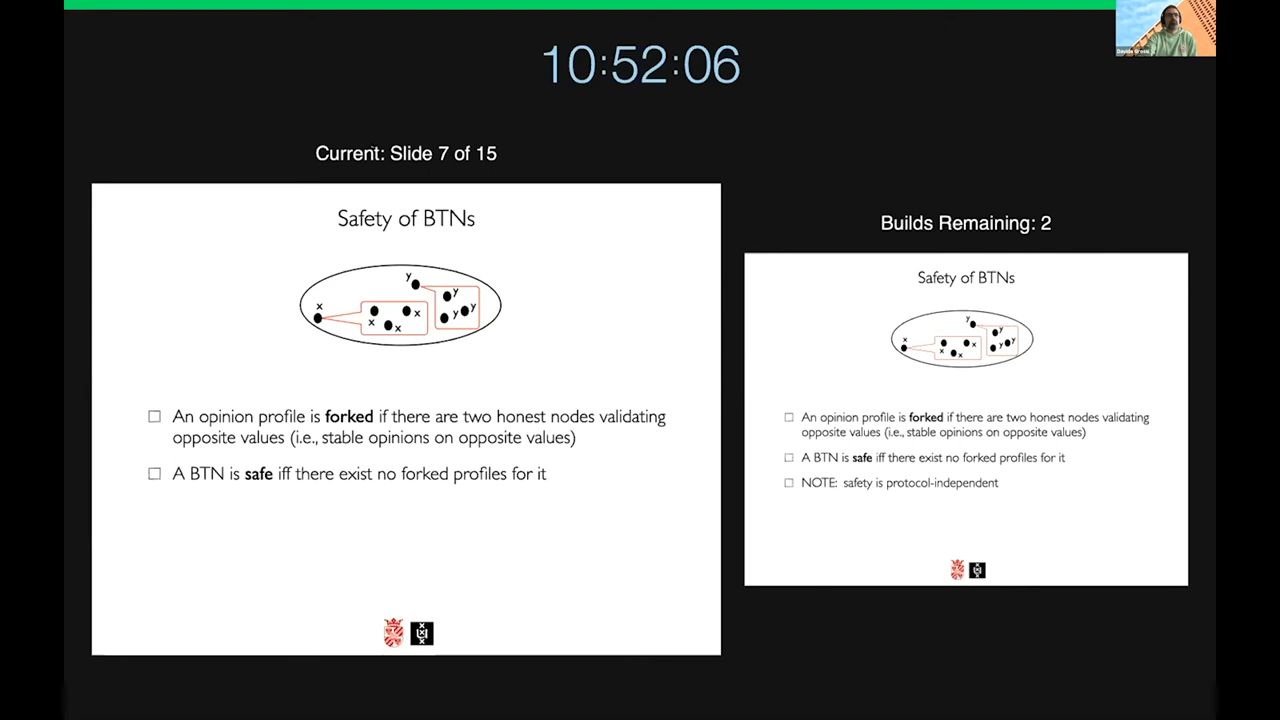 10:52:06
Davide Grossi
Current: Slide 7 of 15
Safety of BTNs
y
y
x
x
y
y
x
x
An opinion profile is forked if there are two honest nodes validating
opposite values (i.e., stable opinions on opposite values)
A BTN is safe iff there exist no forked profiles for it
Builds Remaining: 2
Safety of BTNs
y
y
x
x
y
y
x
x
An opinion profile is forked if there are two honest nodes validating
opposite values (i.e., stable opinions on opposite values)
A BTN is safe iff there exist no forked profiles for it
NOTE: safety is protocol-independent